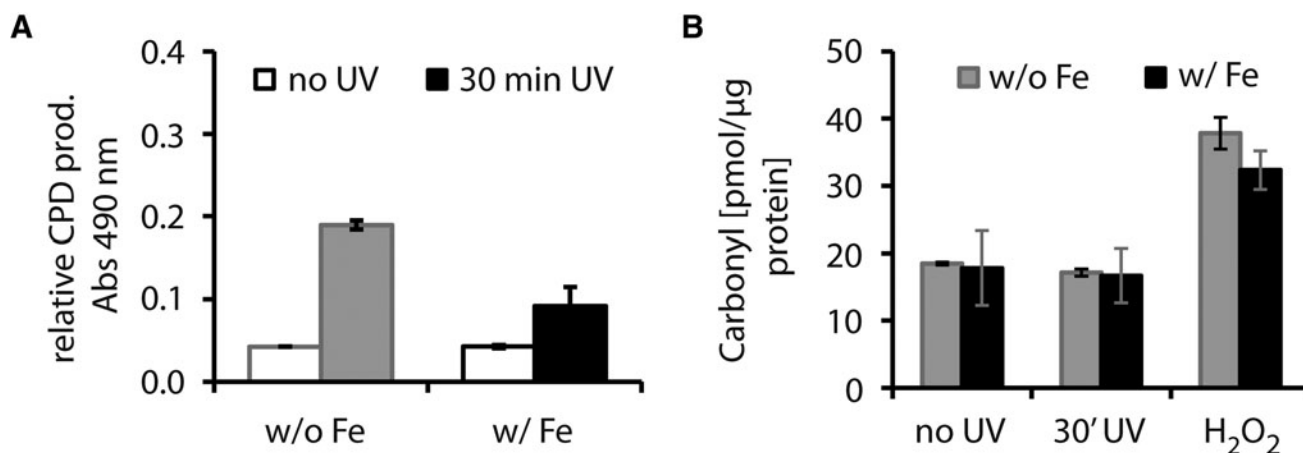 A
relative CPD prod.
Abs 490 nm
0.4
0.3
0.2
0.1
0.0
no UV
30 min UV
w/o Fe
w/ Fe
B
Carbonyl [pmol/µg
protein]
50
40
30
20
10
0
w/o Fe
w/ Fe
no UV
30' UV
H₂O₂